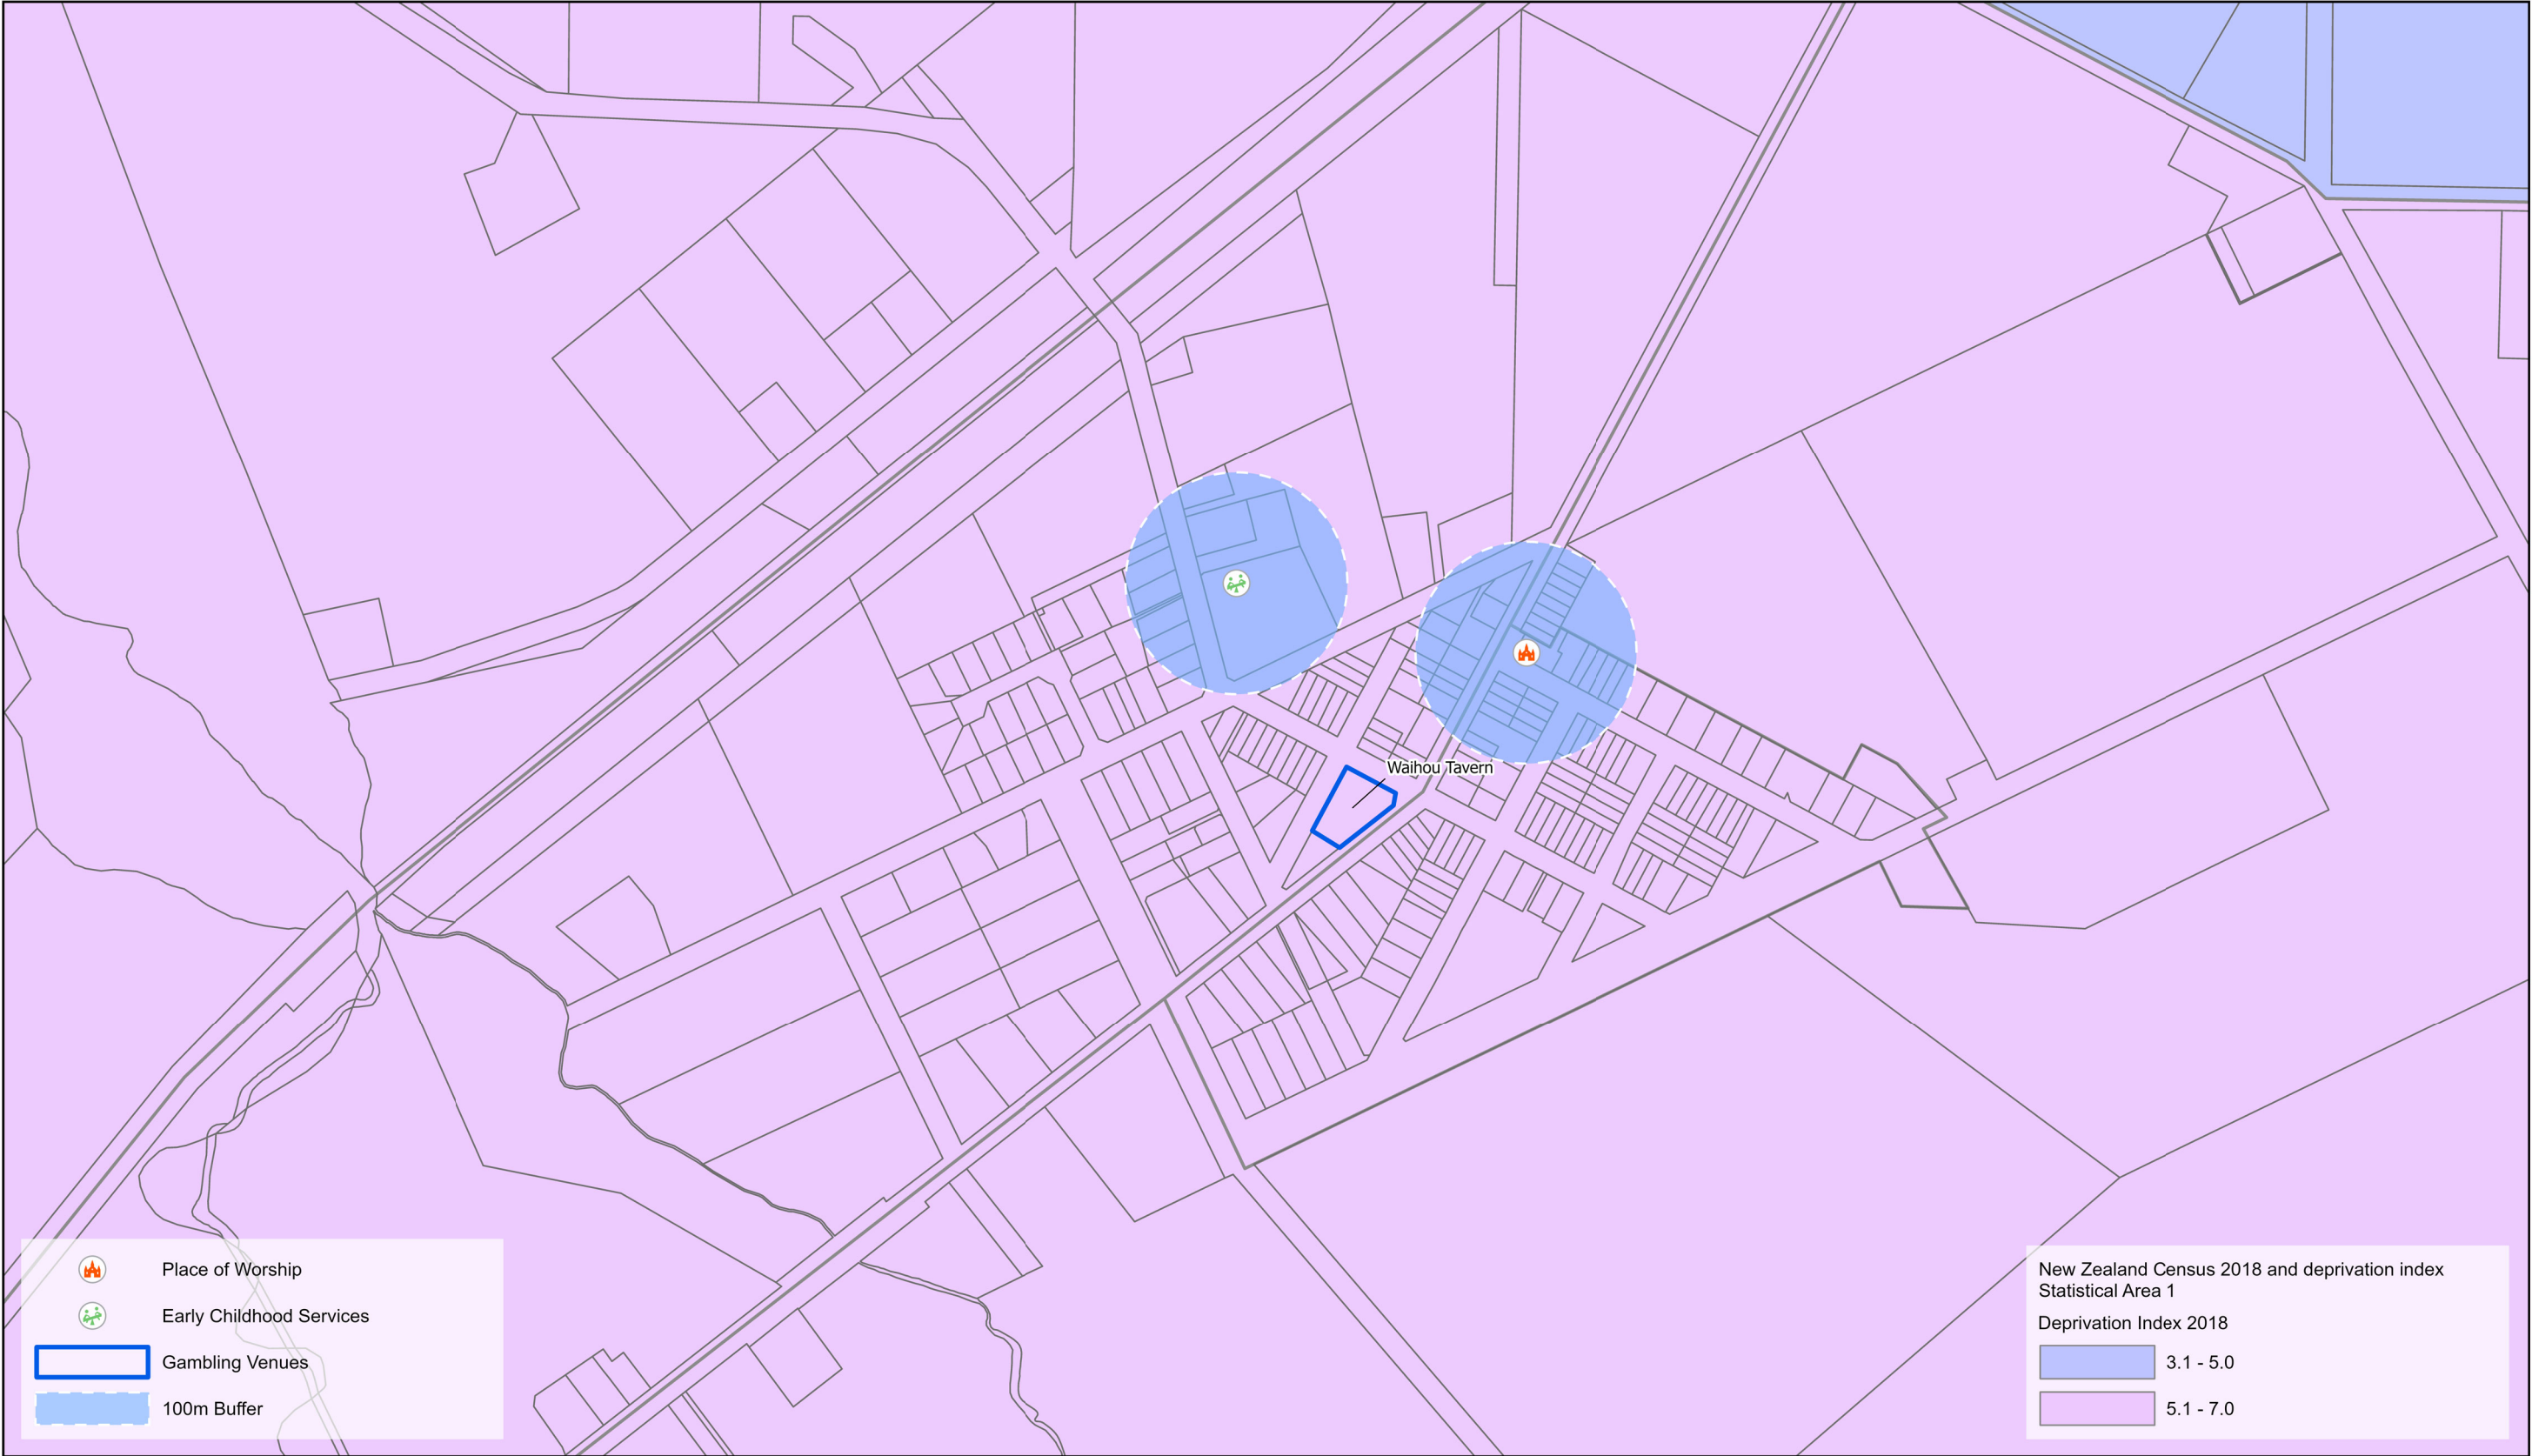 Waihou Tavern
Place of Worship
Early Childhood Services
Gambling Venues
100m Buffer
New Zealand Census 2018 and deprivation index
Statistical Area 1
Deprivation Index 2018
3.1 - 5.0
5.1 - 7.0